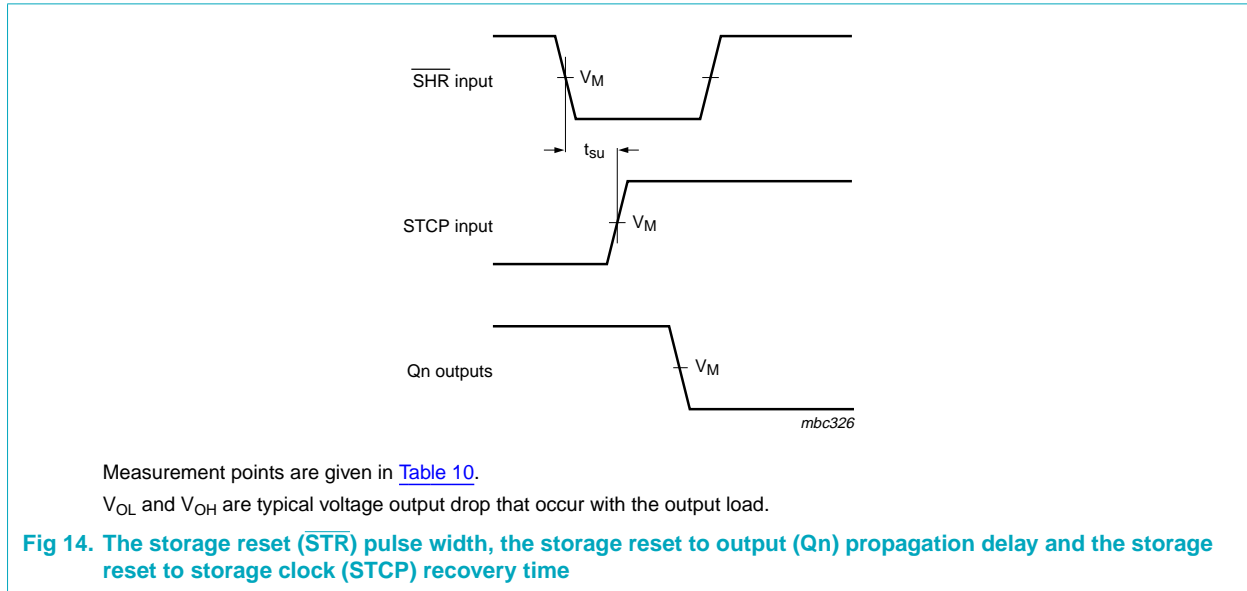 S̅H̅R̅ input
V_M
t_su
STCP input
V_M
Qn outputs
V_M
mbc326
Measurement points are given in Table 10.
V_OL and V_OH are typical voltage output drop that occur with the output load.
Fig 14. The storage reset (S̅T̅R̅) pulse width, the storage reset to output (Qn) propagation delay and the storage
reset to storage clock (STCP) recovery time